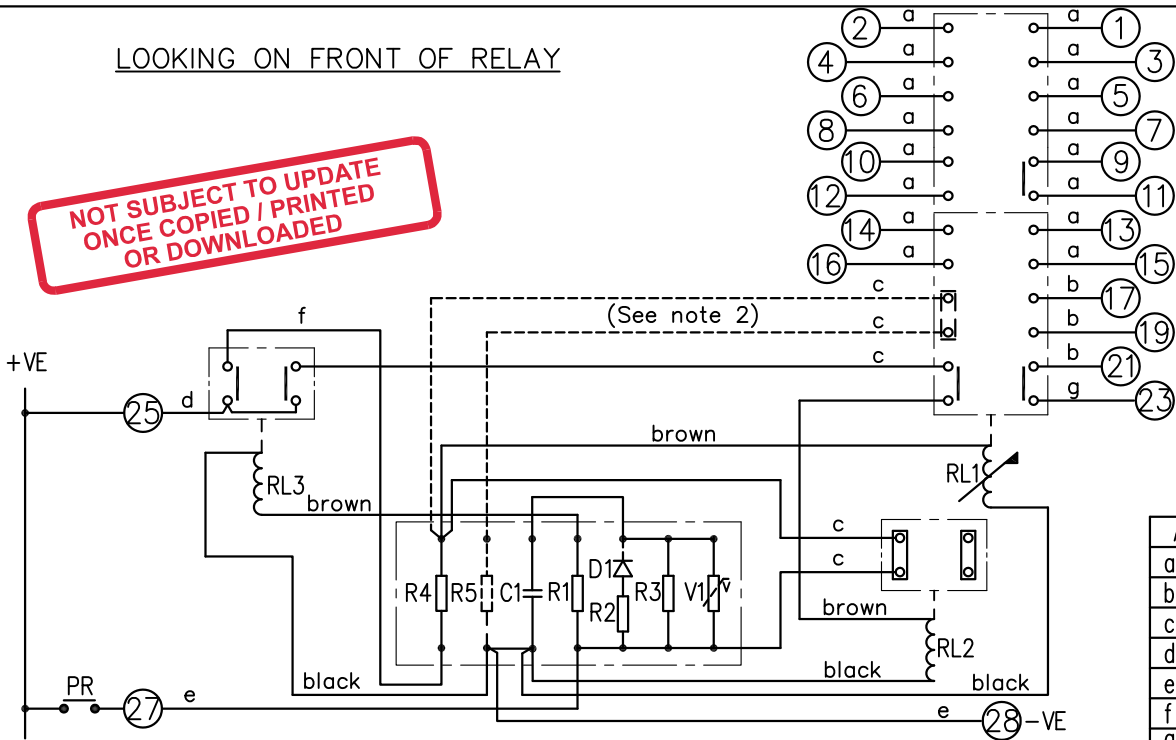 LOOKING ON FRONT OF RELAY
NOT SUBJECT TO UPDATE
ONCE COPIED / PRINTED
OR DOWNLOADED
2 a a 1
4 a a 3
6 a a 5
8 a a 7
10 a a 9
12 a a 11
14 a a 13
16 a a 15
c b 17
(See note 2)
c b 19
f
+VE
c b 21
25 d
g 23
brown
RL3
RL1
brown
c
D1
c
R4 R5 C1 R1 R2 R3 V1 v
brown
RL2
black
black
black
PR
27 e
e 28 -VE
a
b
c
d
e
f